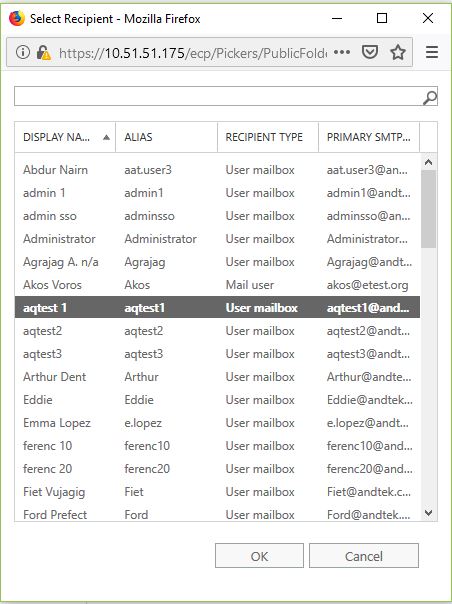 Select Recipient - Mozilla Firefox
https://10.51.51.175/ecp/Pickers/PublicFolde
DISPLAY NA... ALIAS RECIPIENT TYPE PRIMARY SMTP...
Abdur Nairn aat.user3 User mailbox aat.user3@an...
admin 1 admin1 User mailbox admin1@andt...
admin sso adminsso User mailbox adminsso@an...
Administrator Administrator User mailbox Administrator...
Agrajag A. n/a Agrajag User mailbox Agrajag@andt...
Akos Voros Akos Mail user akos@etest.org
aqtest 1 aqtest1 User mailbox aqtest1@and...
aqtest2 aqtest2 User mailbox aqtest2@andt...
aqtest3 aqtest3 User mailbox aqtest3@andt...
Arthur Dent Arthur User mailbox Arthur@andte...
Eddie Eddie User mailbox Eddie@andtek...
Emma Lopez e.lopez User mailbox e.lopez@andt...
ferenc 10 ferenc10 User mailbox ferenc10@and...
ferenc 20 ferenc20 User mailbox ferenc20@and...
Fiet Vujagig Fiet User mailbox Fiet@andtek.c...
Ford Prefect Ford User mailbox Ford@andtek....
OK Cancel